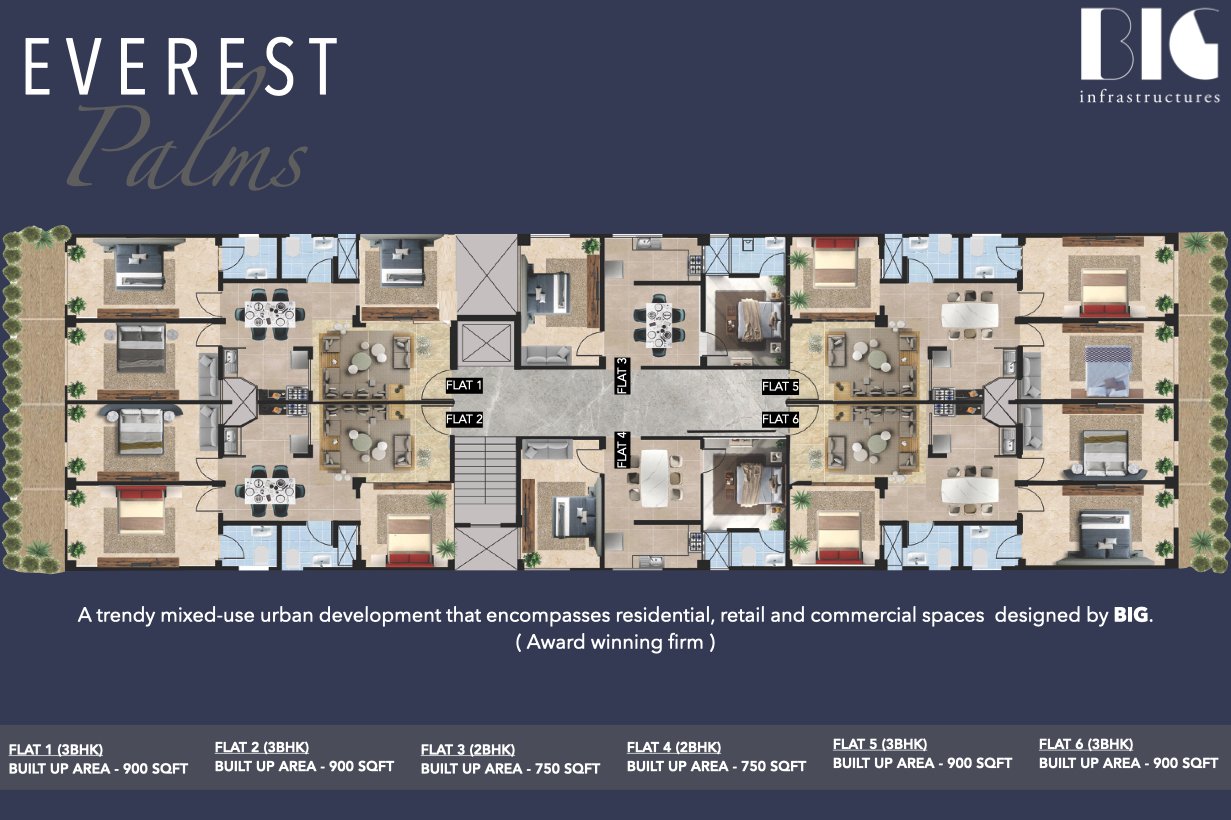 EVEREST
Palms
BIG
infrastructures
FLAT 3
FLAT 1
FLAT 5
FLAT 2
FLAT 6
FLAT 4
A trendy mixed-use urban development that encompasses residential, retail and commercial spaces designed by BIG.
( Award winning firm )
FLAT 1 (3BHK)
BUILT UP AREA - 900 SQFT
FLAT 2 (3BHK)
BUILT UP AREA - 900 SQFT
FLAT 3 (2BHK)
BUILT UP AREA - 750 SQFT
FLAT 4 (2BHK)
BUILT UP AREA - 750 SQFT
FLAT 5 (3BHK)
BUILT UP AREA - 900 SQFT
FLAT 6 (3BHK)
BUILT UP AREA - 900 SQFT